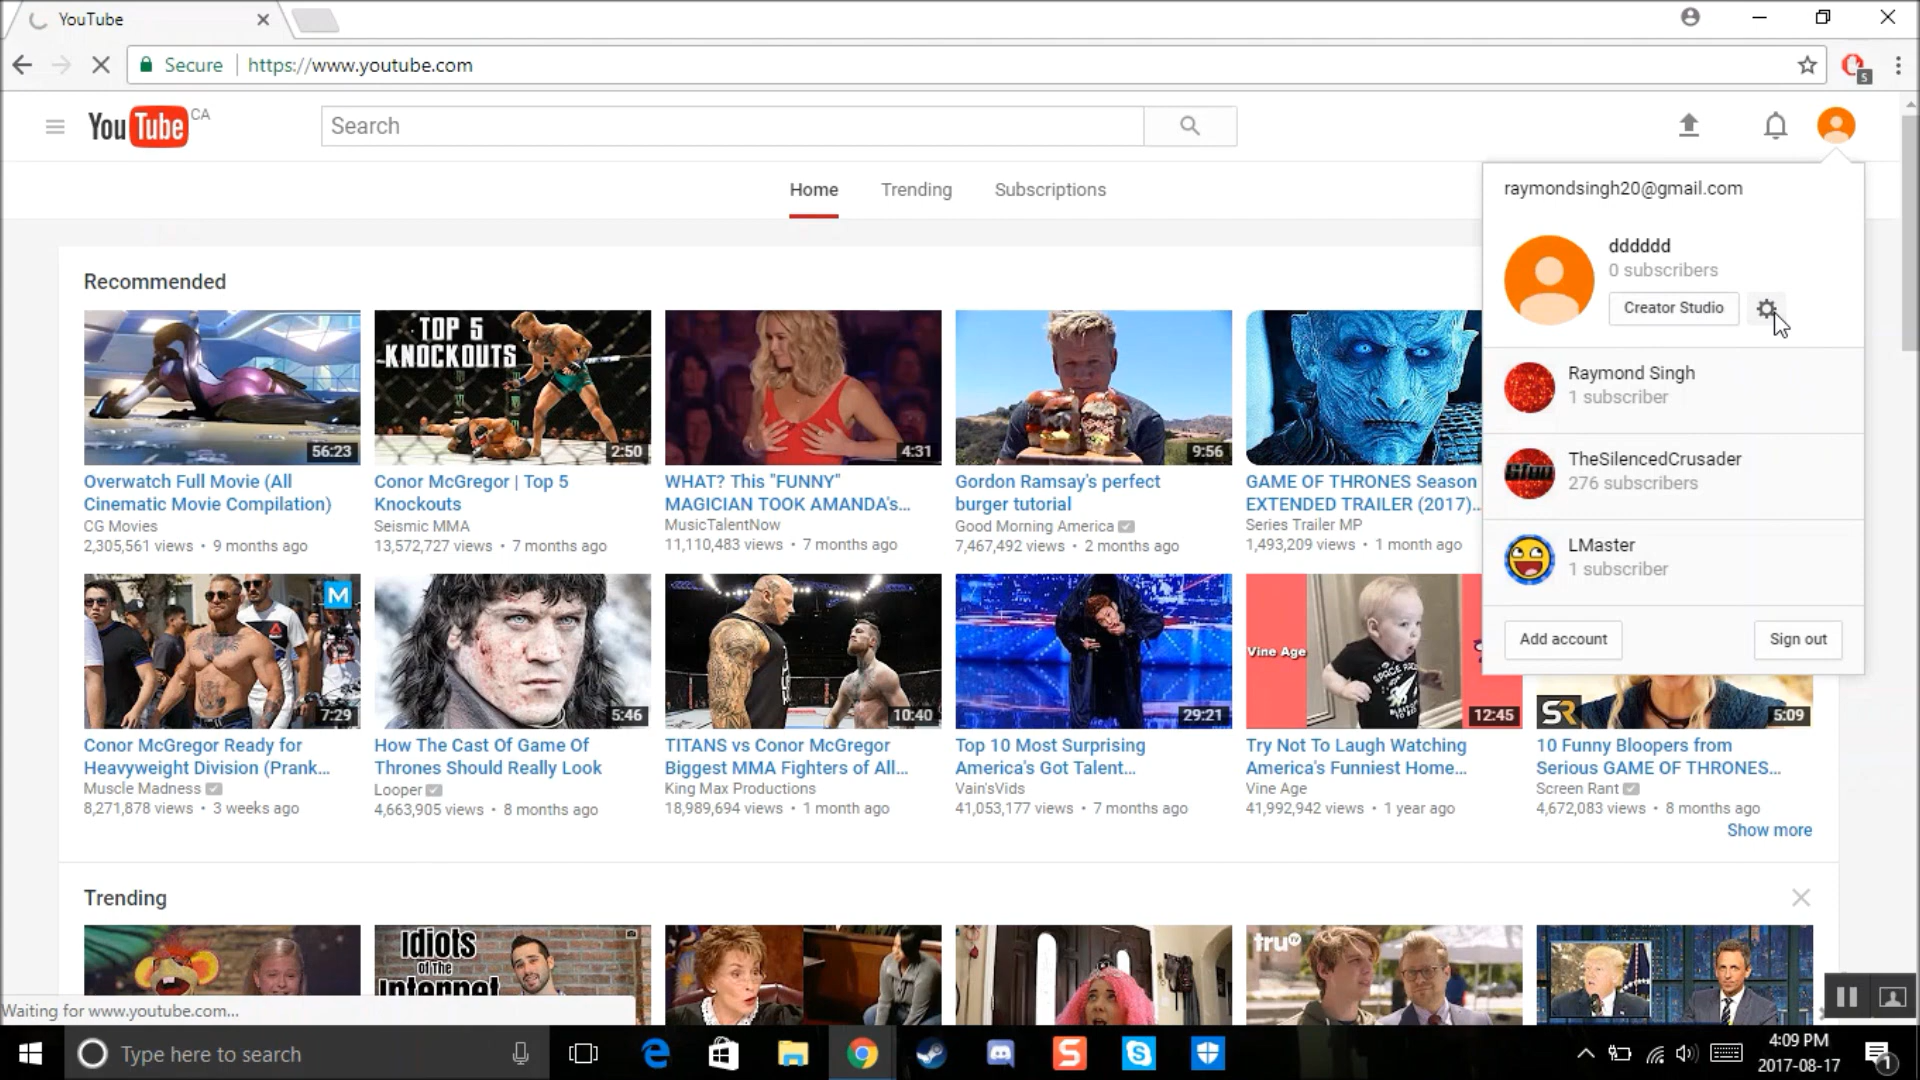 YouTube
Secure
https://www.youtube.com
5
YouTube CA
Search
Home
Trending
Subscriptions
raymondsingh20@gmail.com
dddddd
0 subscribers
Creator Studio
Raymond Singh
1 subscriber
TheSilencedCrusader
276 subscribers
LMaster
1 subscriber
Add account
Sign out
Recommended
56:23
TOP 5
KNOCKOUTS
2:50
4:31
9:56
Overwatch Full Movie (All
Cinematic Movie Compilation)
CG Movies
2,305,561 views • 9 months ago
Conor McGregor | Top 5
Knockouts
Seismic MMA
13,572,727 views • 7 months ago
WHAT? This "FUNNY"
MAGICIAN TOOK AMANDA's...
MusicTalentNow
11,110,483 views • 7 months ago
Gordon Ramsay's perfect
burger tutorial
Good Morning America
7,467,492 views • 2 months ago
GAME OF THRONES Season
EXTENDED TRAILER (2017)...
Series Trailer MP
1,493,209 views • 1 month ago
M
7:29
5:46
10:40
29:21
Vine Age
12:45
SR
5:09
Conor McGregor Ready for
Heavyweight Division (Prank...
Muscle Madness
8,271,878 views • 3 weeks ago
How The Cast Of Game Of
Thrones Should Really Look
Looper
4,663,905 views • 8 months ago
TITANS vs Conor McGregor
Biggest MMA Fighters of All...
King Max Productions
18,989,694 views • 1 month ago
Top 10 Most Surprising
America's Got Talent...
Vain'sVids
41,053,177 views • 7 months ago
Try Not To Laugh Watching
America's Funniest Home...
Vine Age
41,992,942 views • 1 year ago
10 Funny Bloopers from
Serious GAME OF THRONES...
Screen Rant
4,672,083 views • 8 months ago
Show more
Trending
Idiots
Of The
Internet
truTV
Waiting for www.youtube.com...
Type here to search
4:09 PM
2017-08-17
1